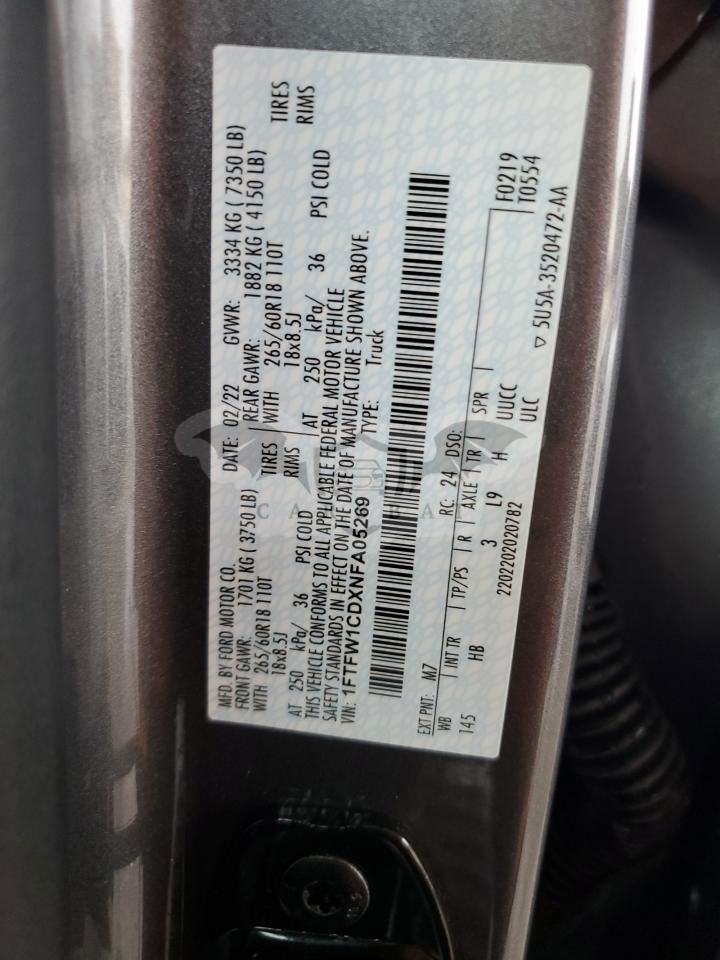 MFD. BY FORD MOTOR CO. DATE: 02/22 GVWR: 3334 KG ( 7350 LB)
FRONT GAWR: 1701 KG ( 3750 LB) REAR GAWR: 1882 KG ( 4150 LB)
WITH 265/60R18 110T TIRES WITH 265/60R18 110T TIRES
18x8.5J RIMS 18x8.5J RIMS
AT 250 kPa/ 36 PSI COLD AT 250 kPa/ 36 PSI COLD
THIS VEHICLE CONFORMS TO ALL APPLICABLE FEDERAL MOTOR VEHICLE
SAFETY STANDARDS IN EFFECT ON THE DATE OF MANUFACTURE SHOWN ABOVE.
VIN: 1FTFW1CDXNFA05269 TYPE: Truck
EXT PNT: M7 RC: 24 DSO: F0219
WB INT TR TP/PS R AXLE TR SPR T0554
145 HB 3 L9 H UUCC
2202202020782 ULC
▽ 5U5A-3520472-AA